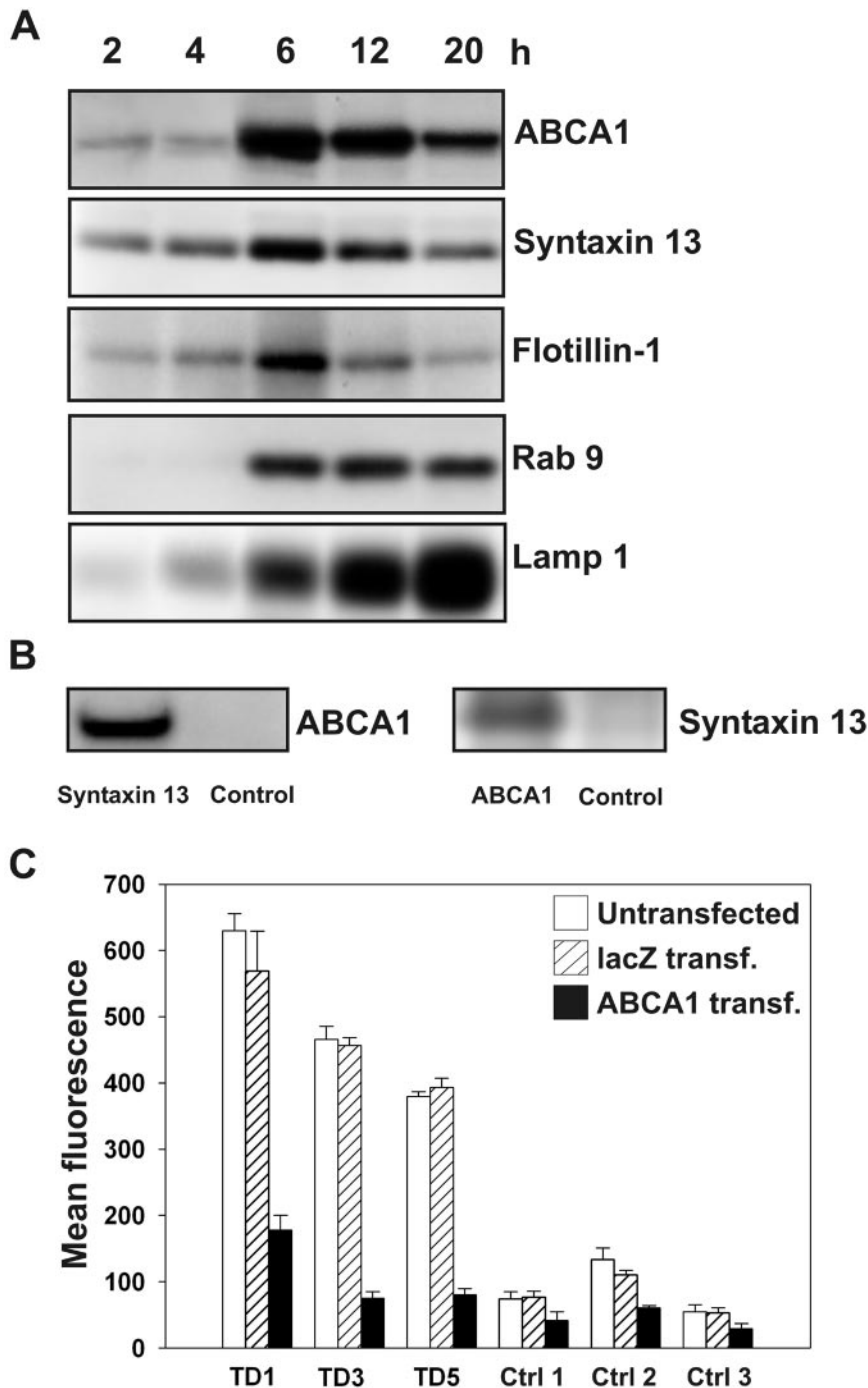 A
2 4 6 12 20 h
ABCA1
Syntaxin 13
Flotillin-1
Rab 9
Lamp 1
B
ABCA1
Syntaxin 13
Syntaxin 13 Control
ABCA1 Control
C
Mean fluorescence
700
600
500
400
300
200
100
0
Untransfected
lacZ transf.
ABCA1 transf.
TD1 TD3 TD5 Ctrl 1 Ctrl 2 Ctrl 3